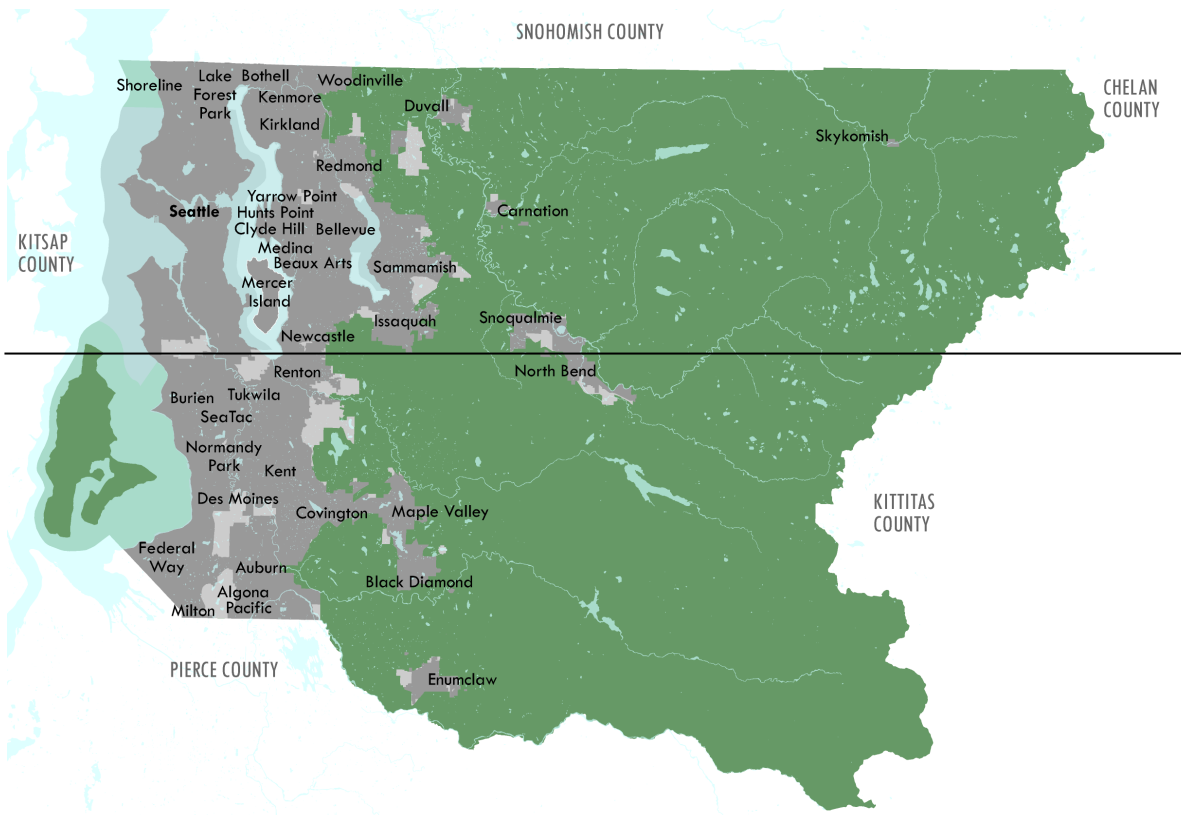 SNOHOMISH COUNTY
CHELAN
COUNTY
Shoreline
Lake
Forest
Park
Bothell
Woodinville
Kenmore
Duvall
Kirkland
Skykomish
Redmond
Yarrow Point
Seattle
Hunts Point
Carnation
Clyde Hill
Bellevue
KITSAP
COUNTY
Medina
Beaux Arts
Sammamish
Mercer
Island
Issaquah
Snoqualmie
Newcastle
Renton
North Bend
Burien
Tukwila
SeaTac
Normandy
Park
Kent
Des Moines
Covington
Maple Valley
KITTITAS
COUNTY
Federal
Way
Auburn
Black Diamond
Algona
Milton
Pacific
PIERCE COUNTY
Enumclaw